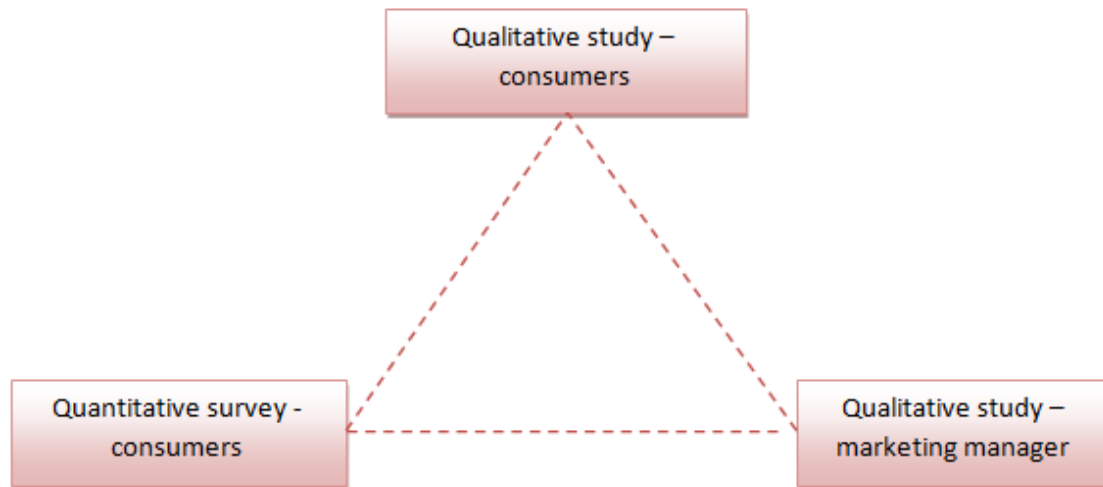 Qualitative study –
consumers
Quantitative survey -
consumers
Qualitative study –
marketing manager